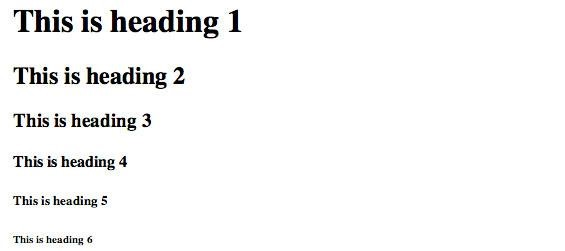 This is heading 1
This is heading 2
This is heading 3
This is heading 4
This is heading 5
This is heading 6